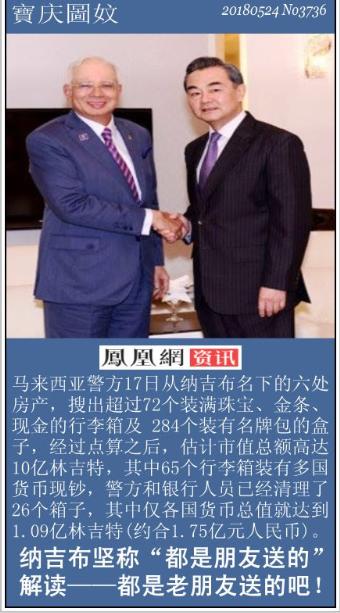 寶庆圖妏
20180524 No3736
鳳凰網 资讯
马来西亚警方17日从纳吉布名下的六处
房产，搜出超过72个装满珠宝、金条、
现金的行李箱及 284个装有名牌包的盒
子，经过点算之后，估计市值总额高达
10亿林吉特，其中65个行李箱装有多国
货币现钞，警方和银行人员已经清理了
26个箱子，其中仅各国货币总值就达到
1.09亿林吉特(约合1.75亿元人民币)。
纳吉布坚称“都是朋友送的”
解读——都是老朋友送的吧！